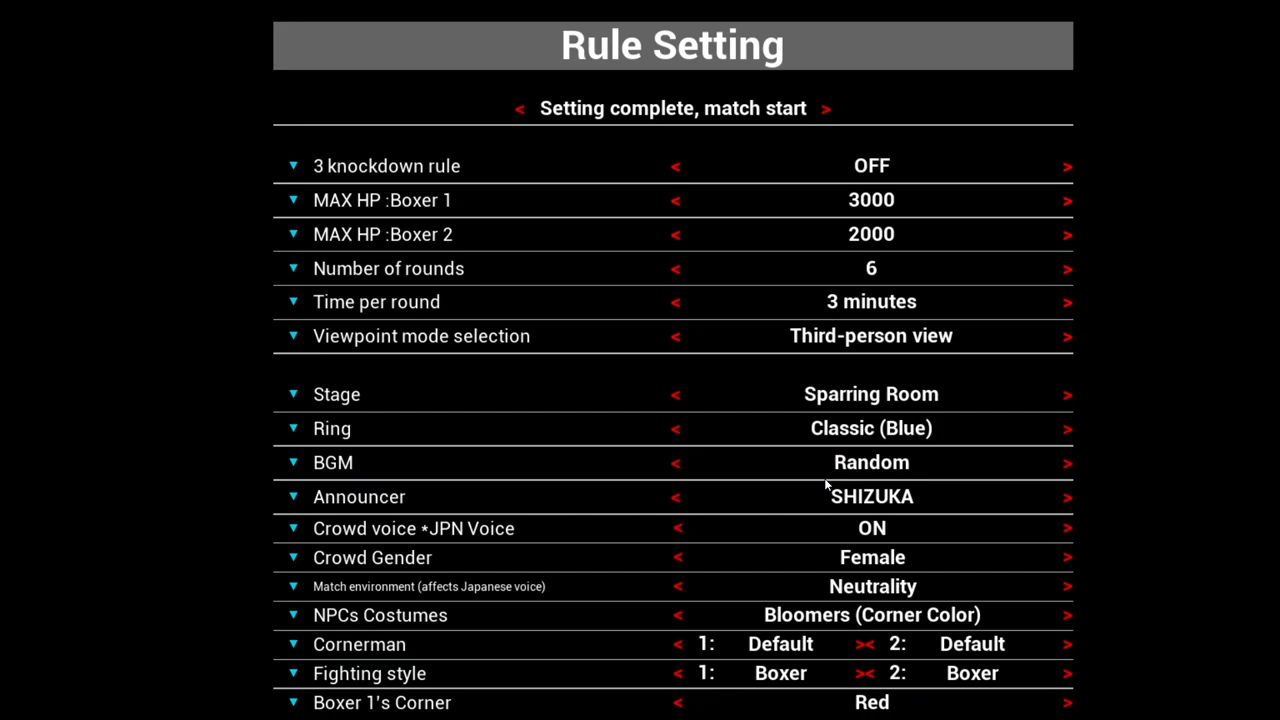 Rule Setting
< Setting complete, match start >
▼ 3 knockdown rule < OFF >
▼ MAX HP :Boxer 1 < 3000 >
▼ MAX HP :Boxer 2 < 2000 >
▼ Number of rounds < 6 >
▼ Time per round < 3 minutes >
▼ Viewpoint mode selection < Third-person view >
▼ Stage < Sparring Room >
▼ Ring < Classic (Blue) >
▼ BGM < Random >
▼ Announcer < SHIZUKA >
▼ Crowd voice *JPN Voice < ON >
▼ Crowd Gender < Female >
▼ Match environment (affects Japanese voice) < Neutrality >
▼ NPCs Costumes < Bloomers (Corner Color) >
▼ Cornerman < 1: Default >< 2: Default >
▼ Fighting style < 1: Boxer >< 2: Boxer >
▼ Boxer 1's Corner < Red >